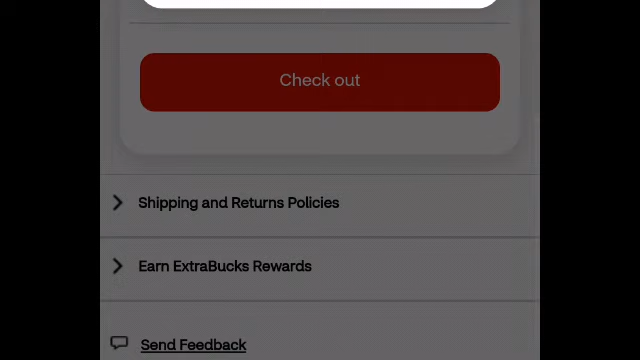 Check out
Shipping and Returns Policies
Earn ExtraBucks Rewards
Send Feedback